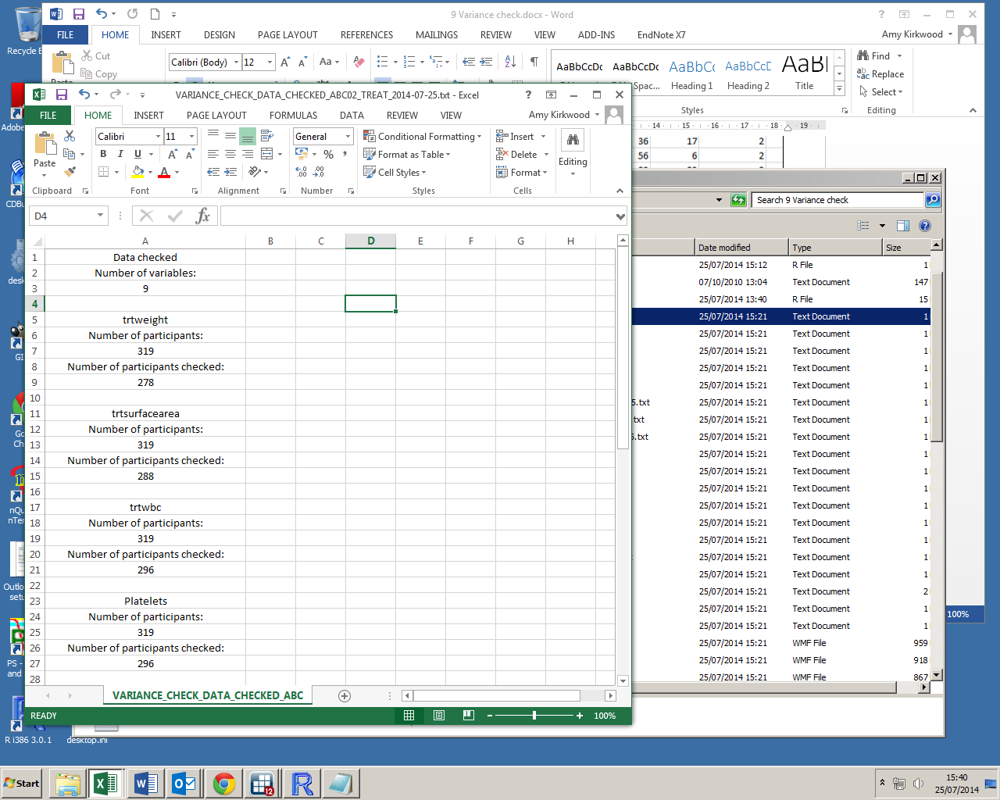 Recycle B
Adobe
CDBu
desk
GI
Go
Ch
nQu
nTer
Outlo
setu
PS -
and
R i386 3.0.1
desktop.ini
9 Variance check.docx - Word
FILE HOME INSERT DESIGN PAGE LAYOUT REFERENCES MAILINGS REVIEW VIEW ADD-INS EndNote X7
Amy Kirkwood
Cut
Copy
Paste
Calibri (Body) 12
AaBbCcDc AaBbCcDc AaBbCc AaBbCcD AaBl
Spac... Heading 1 Heading 2 Title
Styles
Find
Replace
Select
Editing
14 15 16 17 18 19
36 17 2
56 6 2
100%
VARIANCE_CHECK_DATA_CHECKED_ABC02_TREAT_2014-07-25.txt - Excel
FILE HOME INSERT PAGE LAYOUT FORMULAS DATA REVIEW VIEW
Amy Kirkwood
Paste
Clipboard
Calibri 11
B I U
Font
Alignment
General
%
Number
Conditional Formatting
Format as Table
Cell Styles
Styles
Insert
Delete
Format
Cells
Editing
D4
fx
A B C D E F G H
1 Data checked
2 Number of variables:
3 9
4
5 trtweight
6 Number of participants:
7 319
8 Number of participants checked:
9 278
10
11 trtsurfacearea
12 Number of participants:
13 319
14 Number of participants checked:
15 288
16
17 trtwbc
18 Number of participants:
19 319
20 Number of participants checked:
21 296
22
23 Platelets
24 Number of participants:
25 319
26 Number of participants checked:
27 296
28
VARIANCE_CHECK_DATA_CHECKED_ABC
READY
100%
Search 9 Variance check
Date modified Type Size
25/07/2014 15:12 R File 1
07/10/2010 13:04 Text Document 147
25/07/2014 13:40 R File 15
25/07/2014 15:21 Text Document 1
25/07/2014 15:21 Text Document 1
25/07/2014 15:21 Text Document 1
25/07/2014 15:21 Text Document 1
25/07/2014 15:21 Text Document 1
5.txt 25/07/2014 15:21 Text Document 1
txt 25/07/2014 15:21 Text Document 1
5.txt 25/07/2014 15:21 Text Document 1
25/07/2014 15:21 Text Document 1
25/07/2014 15:21 Text Document 1
25/07/2014 15:21 Text Document 1
25/07/2014 15:21 Text Document 1
25/07/2014 15:21 Text Document 1
25/07/2014 15:21 Text Document 1
25/07/2014 15:21 Text Document 1
25/07/2014 15:21 Text Document 1
25/07/2014 15:21 Text Document 2
25/07/2014 15:21 Text Document 1
25/07/2014 15:21 Text Document 1
25/07/2014 15:21 WMF File 959
25/07/2014 15:21 WMF File 918
25/07/2014 15:21 WMF File 867
Start
12
15:40
25/07/2014